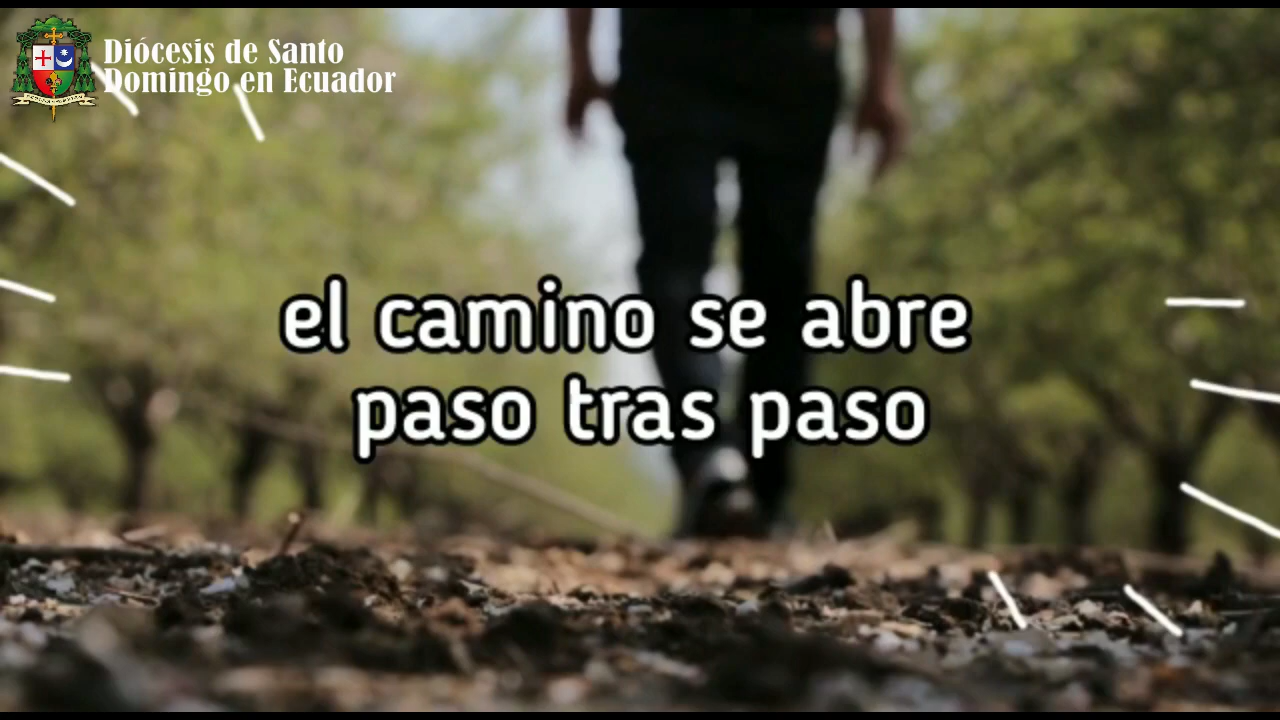 Diócesis de Santo
Domingo en Ecuador
el camino se abre
paso tras paso